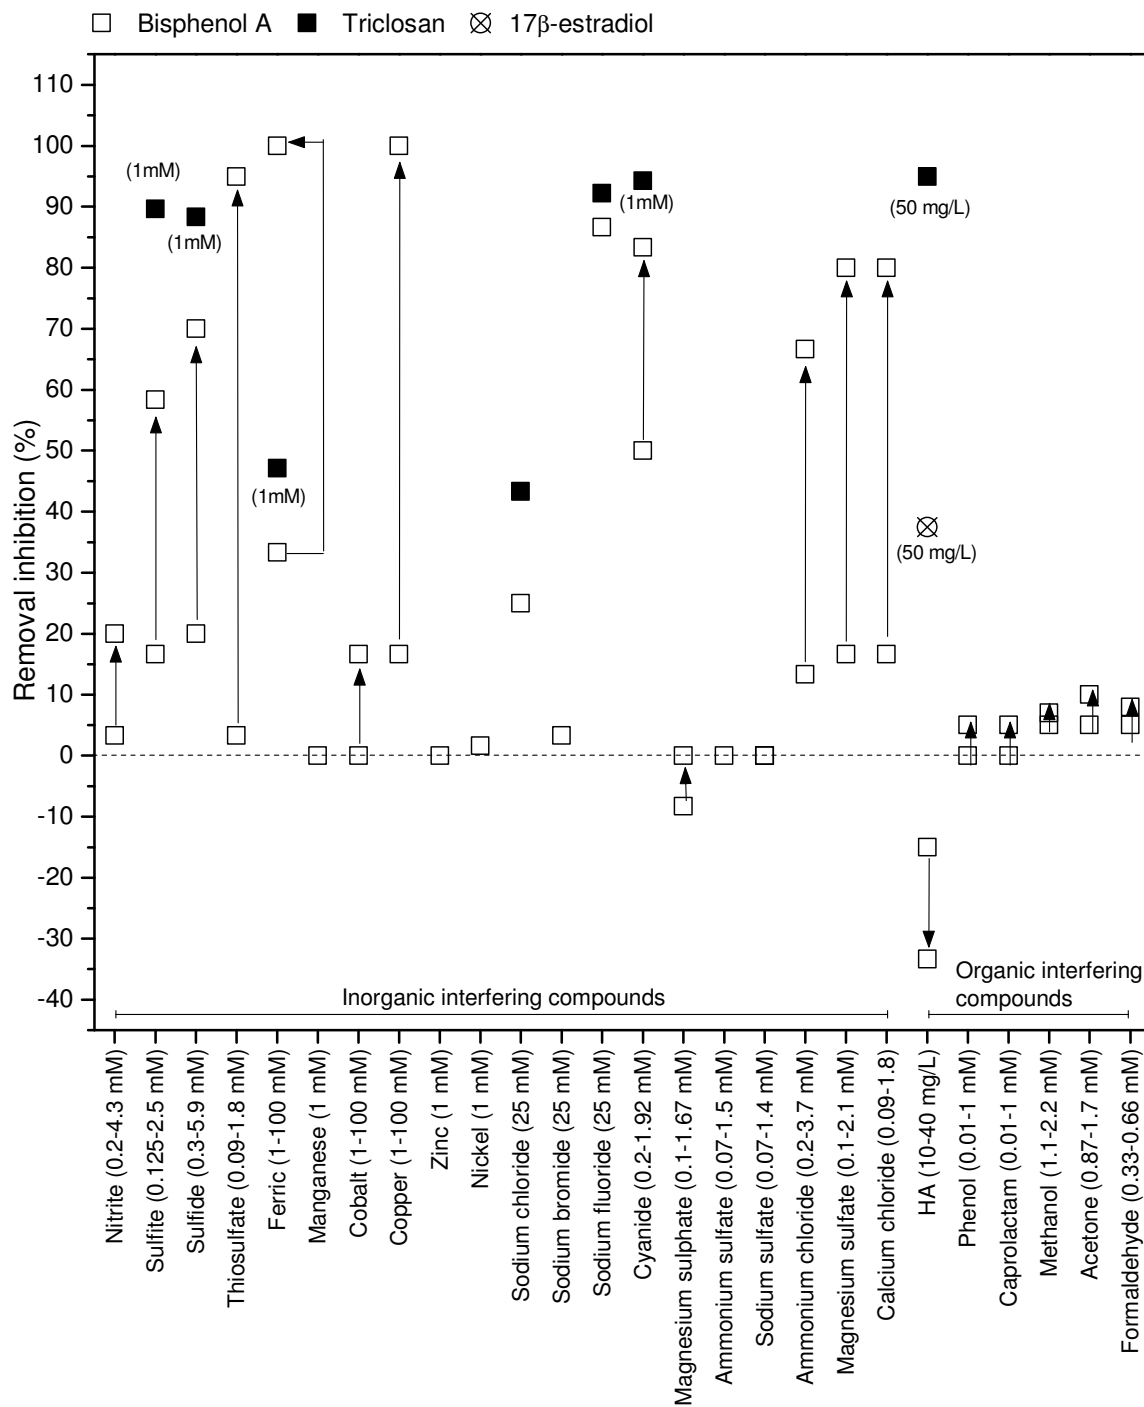 Bisphenol A Triclosan 17β-estradiol
Removal inhibition (%)
110
100
90
80
70
60
50
40
30
20
10
0
-10
-20
-30
-40
(1mM)
(1mM)
(1mM)
(1mM)
(50 mg/L)
(50 mg/L)
Inorganic interfering compounds
Organic interfering
compounds
Nitrite (0.2-4.3 mM)
Sulfite (0.125-2.5 mM)
Sulfide (0.3-5.9 mM)
Thiosulfate (0.09-1.8 mM)
Ferric (1-100 mM)
Manganese (1 mM)
Cobalt (1-100 mM)
Copper (1-100 mM)
Zinc (1 mM)
Nickel (1 mM)
Sodium chloride (25 mM)
Sodium bromide (25 mM)
Sodium fluoride (25 mM)
Cyanide (0.2-1.92 mM)
Magnesium sulphate (0.1-1.67 mM)
Ammonium sulfate (0.07-1.5 mM)
Sodium sulfate (0.07-1.4 mM)
Ammonium chloride (0.2-3.7 mM)
Magnesium sulfate (0.1-2.1 mM)
Calcium chloride (0.09-1.8)
HA (10-40 mg/L)
Phenol (0.01-1 mM)
Caprolactam (0.01-1 mM)
Methanol (1.1-2.2 mM)
Acetone (0.87-1.7 mM)
Formaldehyde (0.33-0.66 mM)